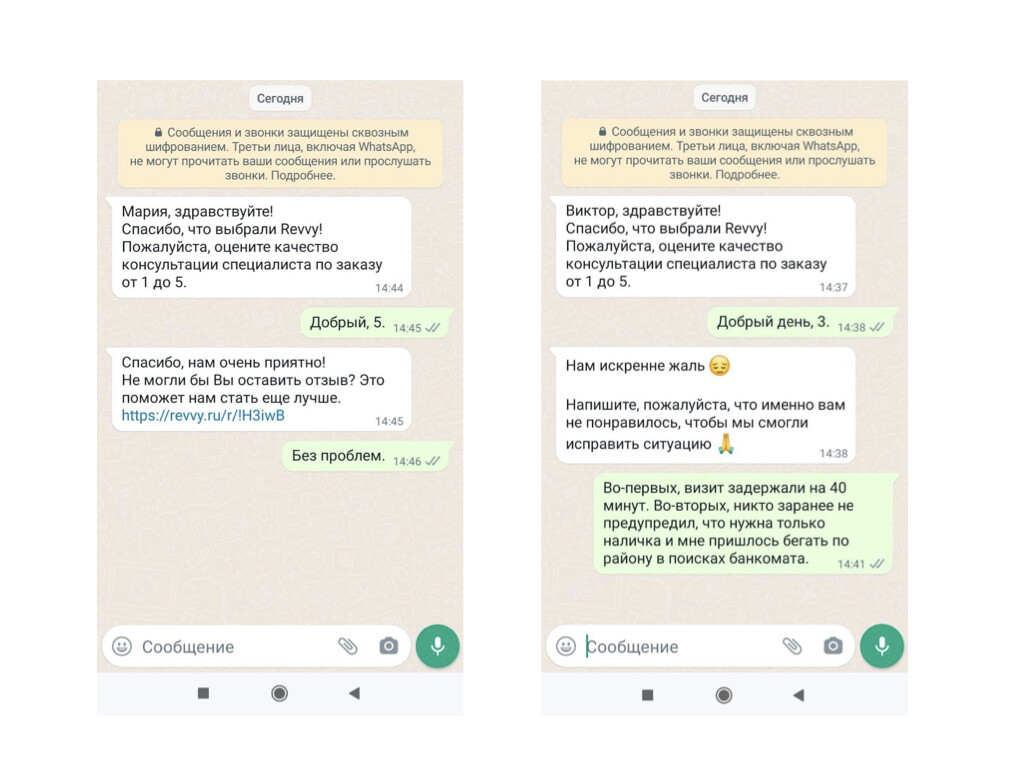 Сегодня
🔒 Сообщения и звонки защищены сквозным
шифрованием. Третьи лица, включая WhatsApp,
не могут прочитать ваши сообщения или прослушать
звонки. Подробнее.
Мария, здравствуйте!
Спасибо, что выбрали Revvy!
Пожалуйста, оцените качество
консультации специалиста по заказу
от 1 до 5.
14:44
Добрый, 5. 14:45
Спасибо, нам очень приятно!
Не могли бы Вы оставить отзыв? Это
поможет нам стать еще лучше.
https://revvy.ru/r/!H3iwB
14:45
Без проблем. 14:46
Сообщение
Сегодня
🔒 Сообщения и звонки защищены сквозным
шифрованием. Третьи лица, включая WhatsApp,
не могут прочитать ваши сообщения или прослушать
звонки. Подробнее.
Виктор, здравствуйте!
Спасибо, что выбрали Revvy!
Пожалуйста, оцените качество
консультации специалиста по заказу
от 1 до 5.
14:37
Добрый день, 3. 14:38
Нам искренне жаль 😔
Напишите, пожалуйста, что именно вам
не понравилось, чтобы мы смогли
исправить ситуацию 🙏
14:38
Во-первых, визит задержали на 40
минут. Во-вторых, никто заранее не
предупредил, что нужна только
наличка и мне пришлось бегать по
району в поисках банкомата.
14:41
Сообщение